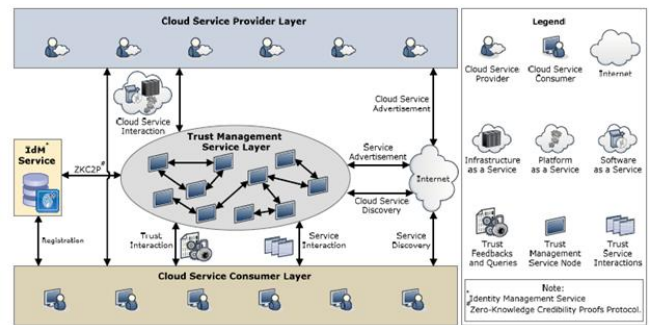 Cloud Service Provider Layer
Cloud Service
Interaction
Cloud Service
Advertisement
Trust Management
Service Layer
IdM*
Service
ZKC2P#
Service
Advertisement
Internet
Cloud Service
Discovery
Registration
Trust
Interaction
Service
Interaction
Service
Discovery
Cloud Service Consumer Layer
Legend
Cloud Service
Provider
Cloud Service
Consumer
Internet
Infrastructure
as a Service
Platform
as a Service
Software
as a Service
Trust
Feedbacks
and Queries
Trust
Management
Service Node
Trust
Service
Interactions
Note:
*Identity Management Service
#Zero-Knowledge Credibility Proofs Protocol.